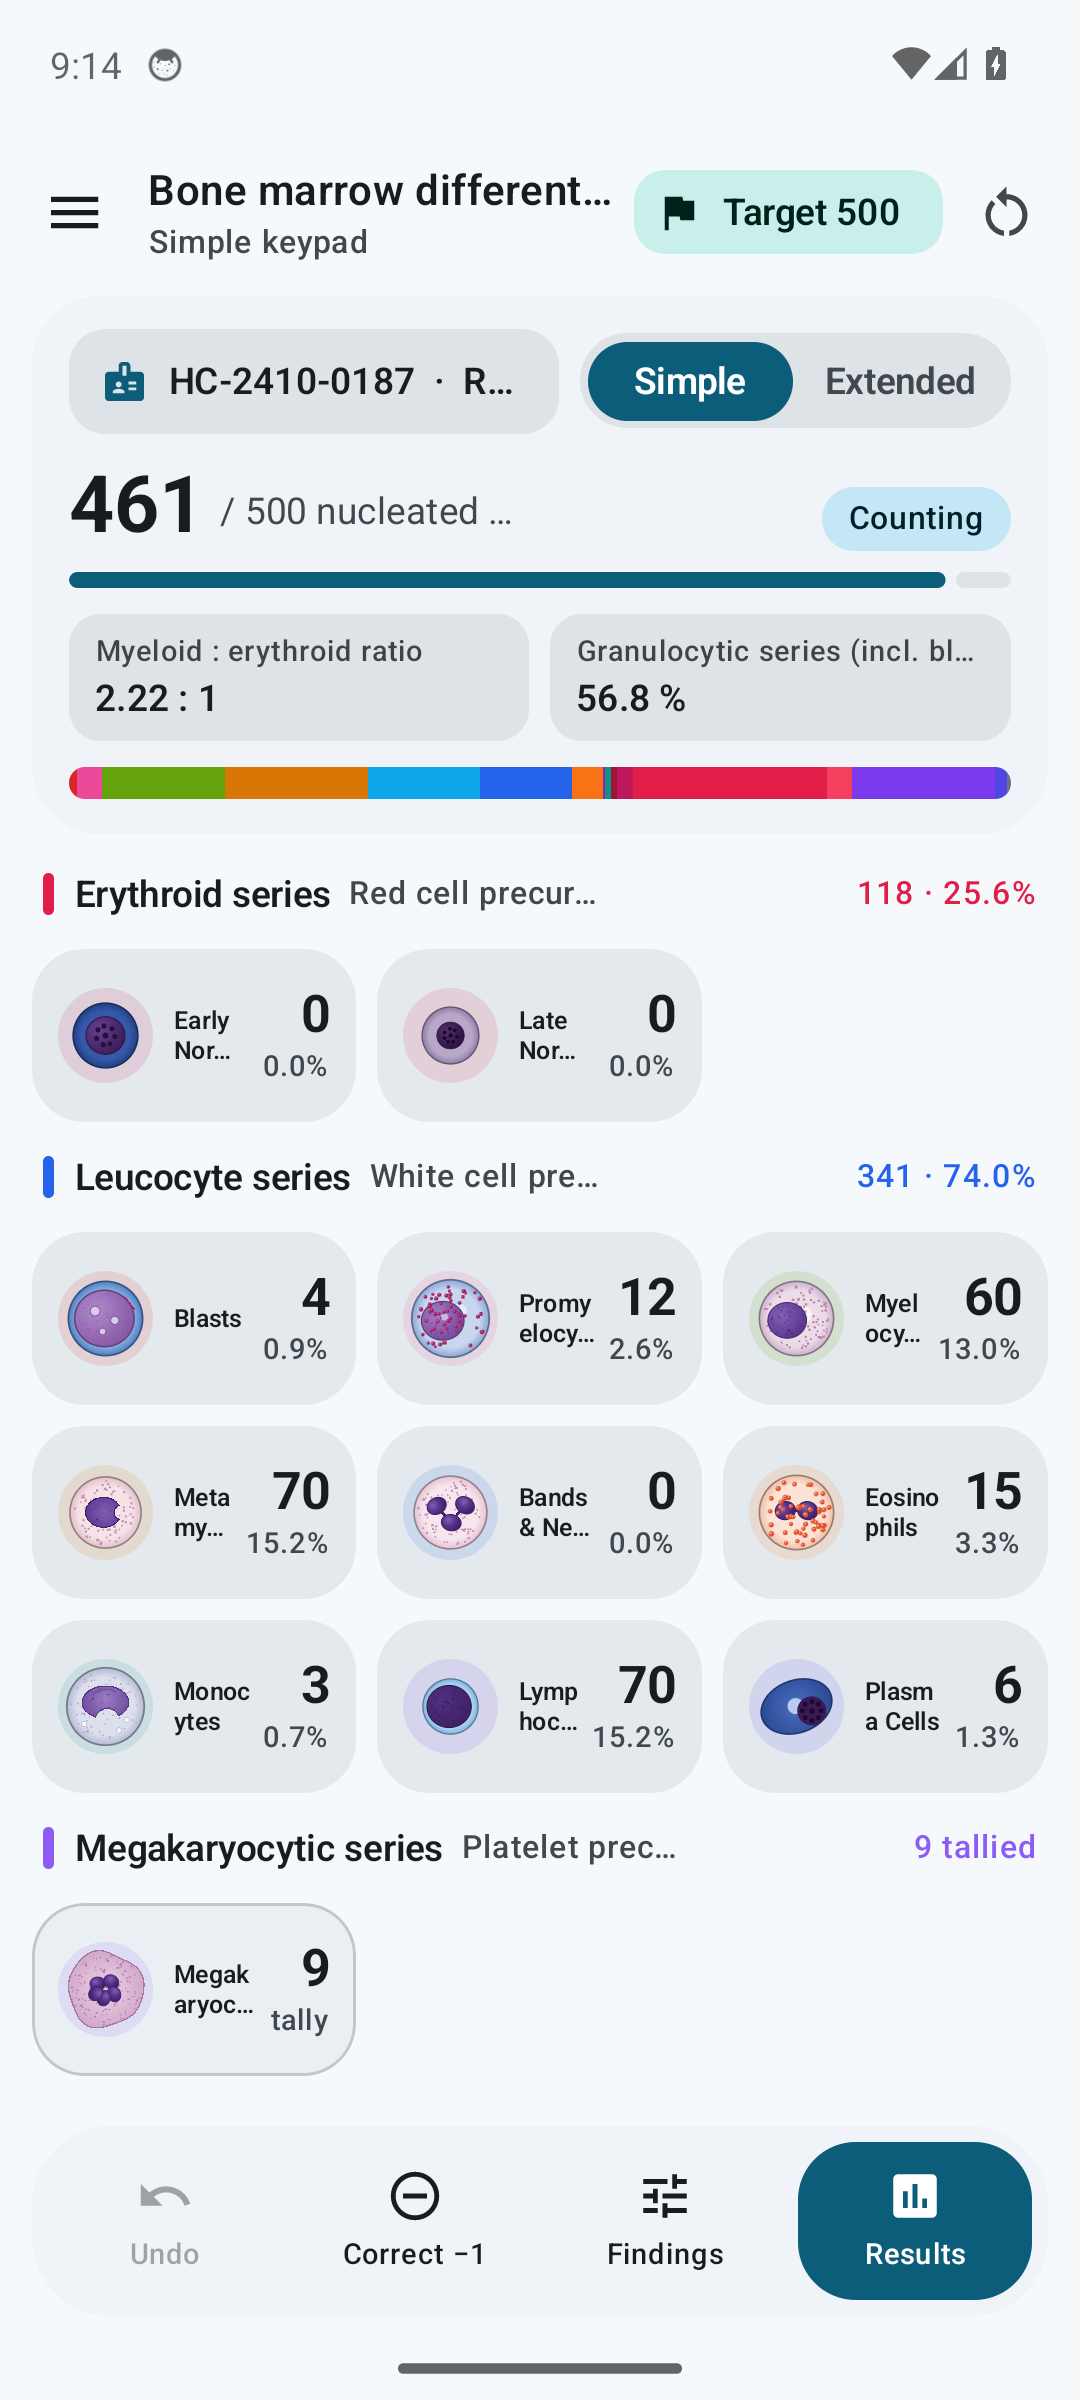 9:14
Bone marrow different...
Simple keypad
Target 500
HC-2410-0187 · R...
Simple
Extended
461 / 500 nucleated ...
Counting
Myeloid : erythroid ratio
2.22 : 1
Granulocytic series (incl. bl...
56.8 %
Erythroid series Red cell precur... 118 · 25.6%
Early
Nor...
0
0.0%
Late
Nor...
0
0.0%
Leucocyte series White cell pre... 341 · 74.0%
Blasts
4
0.9%
Promy
elocy...
12
2.6%
Myel
ocy...
60
13.0%
Meta
my...
70
15.2%
Bands
& Ne...
0
0.0%
Eosino
phils
15
3.3%
Monoc
ytes
3
0.7%
Lymp
hoc...
70
15.2%
Plasm
a Cells
6
1.3%
Megakaryocytic series Platelet prec... 9 tallied
Megak
aryoc...
9
tally
Undo
Correct −1
Findings
Results